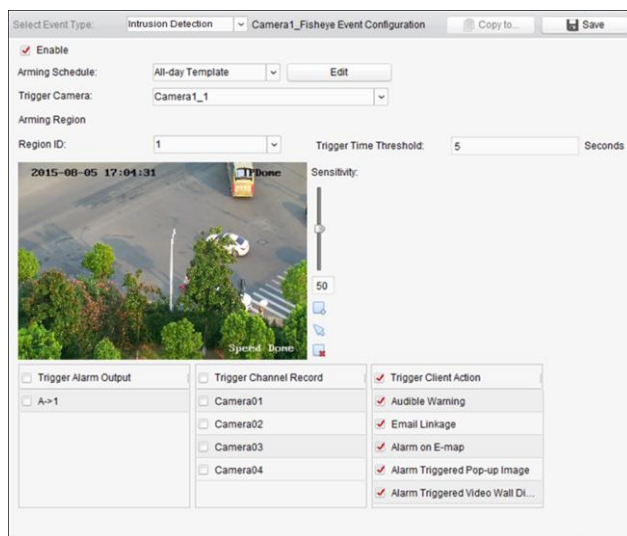 Select Event Type: Intrusion Detection Camera1_Fisheye Event Configuration Copy to... Save
Enable
Arming Schedule: All-day Template Edit
Trigger Camera: Camera1_1
Arming Region
Region ID: 1 Trigger Time Threshold: 5 Seconds
2015-08-05 17:04:31 IPDome Sensitivity:
50
Speed Dome
Trigger Alarm Output Trigger Channel Record Trigger Client Action
A->1 Camera01 Audible Warning
Camera02 Email Linkage
Camera03 Alarm on E-map
Camera04 Alarm Triggered Pop-up Image
Alarm Triggered Video Wall Di...